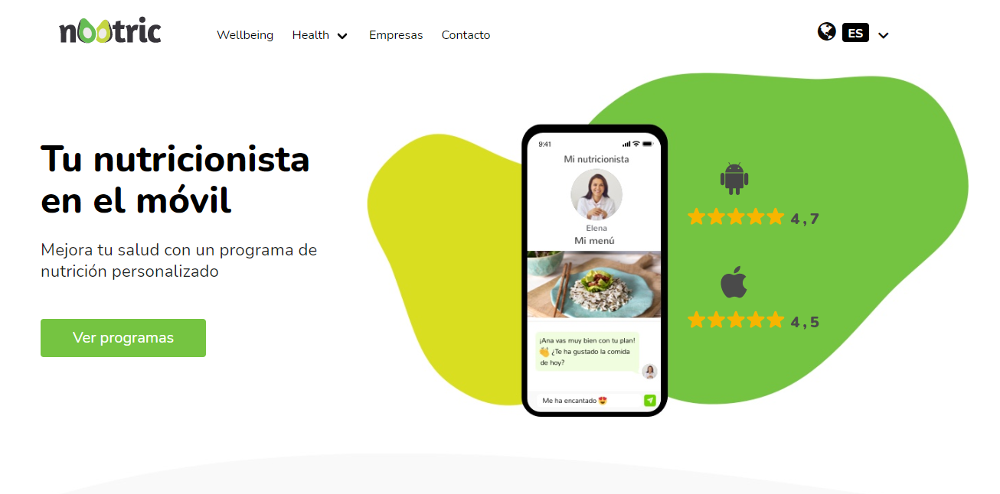 nootric
Wellbeing
Health
Empresas
Contacto
ES
Tu nutricionista
en el móvil
Mejora tu salud con un programa de
nutrición personalizado
Ver programas
9:41
Mi nutricionista
Elena
Mi menú
¡Ana vas muy bien con tu plan!
👏 ¿Te ha gustado la comida
de hoy?
Me ha encantado 😍
4,7
4,5